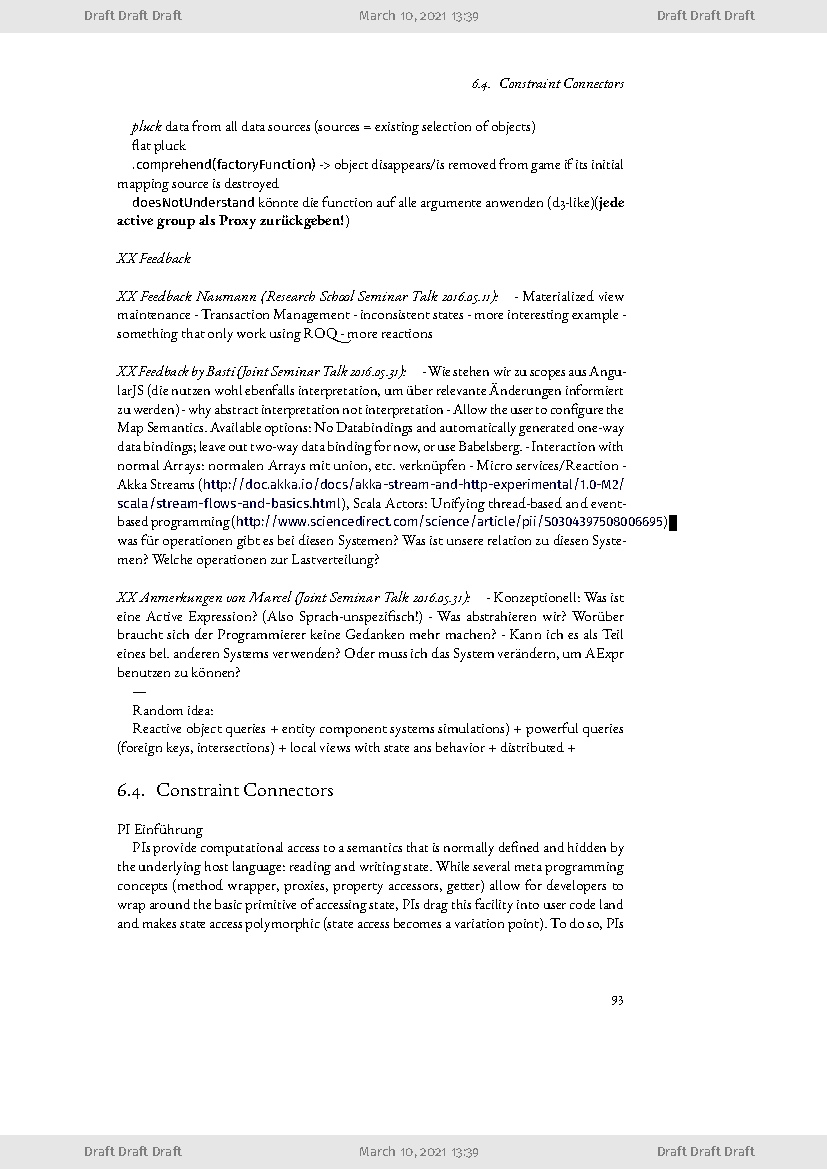 Draft Draft Draft March 10, 2021 13:39 Draft Draft Draft
6.4. Constraint Connectors
pluck data from all data sources (sources = existing selection of objects)
flat pluck
.comprehend(factoryFunction) -> object disappears/is removed from game if its initial
mapping source is destroyed
doesNotUnderstand könnte die function auf alle argumente anwenden (d3-like)(jede
active group als Proxy zurückgeben!)
XX Feedback
XX Feedback Naumann (Research School Seminar Talk 2016.05.11): - Materialized view
maintenance - Transaction Management - inconsistent states - more interesting example -
something that only work using ROQ - more reactions
XX Feedback by Basti (Joint Seminar Talk 2016.05.31): - Wie stehen wir zu scopes aus Angu-
larJS (die nutzen wohl ebenfalls interpretation, um über relevante Änderungen informiert
zu werden) - why abstract interpretation not interpretation - Allow the user to configure the
Map Semantics. Available options: No Databindings and automatically generated one-way
data bindings; leave out two-way data binding for now, or use Babelsberg. - Interaction with
normal Arrays: normalen Arrays mit union, etc. verknüpfen - Micro services/Reaction -
Akka Streams (http://doc.akka.io/docs/akka-stream-and-http-experimental/1.0-M2/
scala/stream-flows-and-basics.html), Scala Actors: Unifying thread-based and event-
based programming (http://www.sciencedirect.com/science/article/pii/S0304397508006695)
was für operationen gibt es bei diesen Systemen? Was ist unsere relation zu diesen Syste-
men? Welche operationen zur Lastverteilung?
XX Anmerkungen von Marcel (Joint Seminar Talk 2016.05.31): - Konzeptionell: Was ist
eine Active Expression? (Also Sprach-unspezifisch!) - Was abstrahieren wir? Worüber
braucht sich der Programmierer keine Gedanken mehr machen? - Kann ich es als Teil
eines bel. anderen Systems verwenden? Oder muss ich das System verändern, um AExpr
benutzen zu können?
—
Random idea:
Reactive object queries + entity component systems simulations) + powerful queries
(foreign keys, intersections) + local views with state ans behavior + distributed +
6.4. Constraint Connectors
PI Einführung
PIs provide computational access to a semantics that is normally defined and hidden by
the underlying host language: reading and writing state. While several meta programming
concepts (method wrapper, proxies, property accessors, getter) allow for developers to
wrap around the basic primitive of accessing state, PIs drag this facility into user code land
and makes state access polymorphic (state access becomes a variation point). To do so, PIs
93
Draft Draft Draft March 10, 2021 13:39 Draft Draft Draft